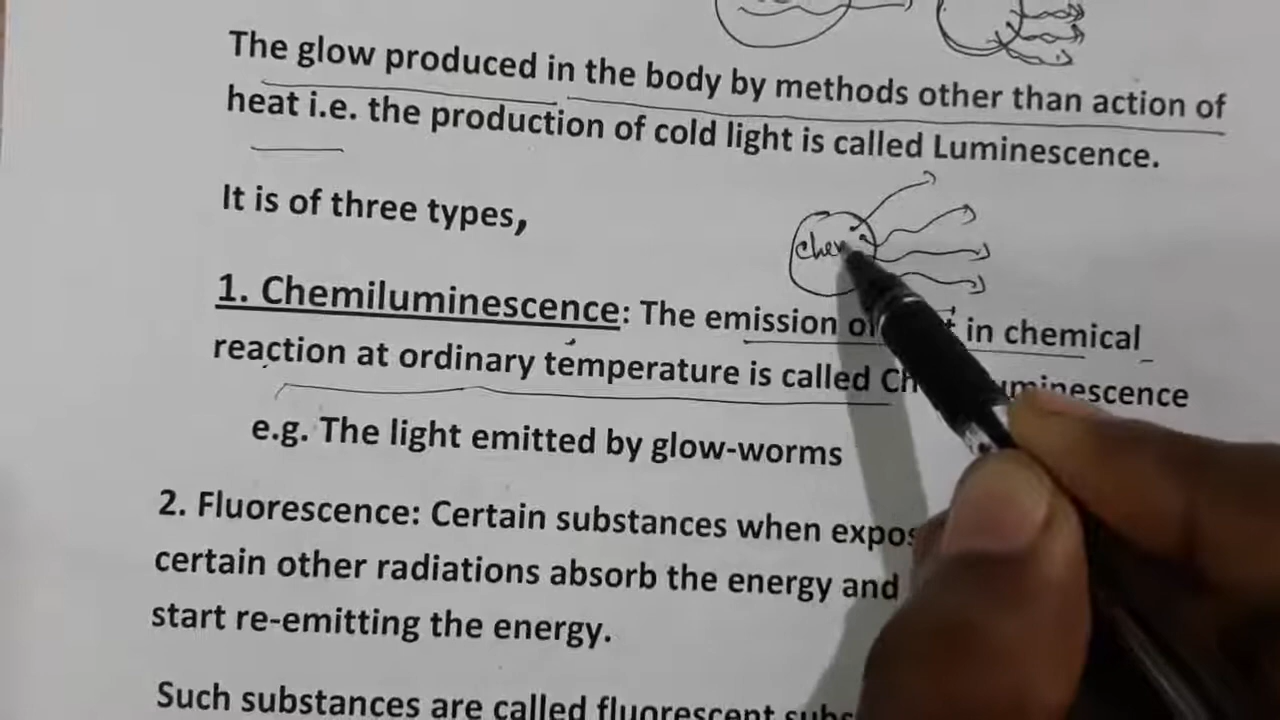 The glow produced in the body by methods other than action of
heat i.e. the production of cold light is called Luminescence.
It is of three types,
chem
1. Chemiluminescence: The emission of in chemical
reaction at ordinary temperature is called
e.g. The light emitted by glow-worms
2. Fluorescence: Certain substances when
certain other radiations absorb the energy and
start re-emitting the energy.
Such substances are called fluorescent